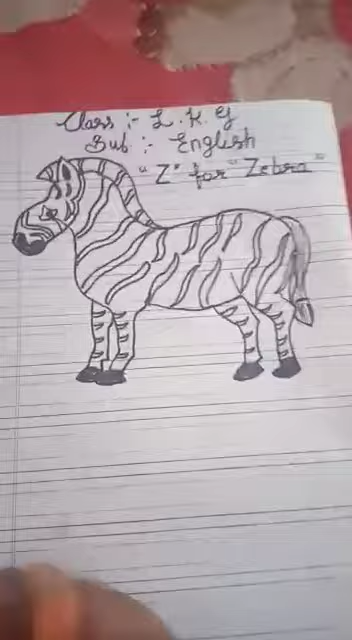 Class :- L.K.G
Sub :- English
"Z" for "Zebra"